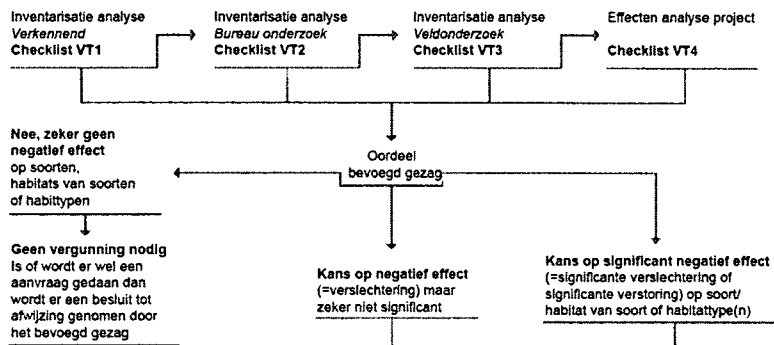 Inventarisatie analyse
Verkennend
Checklist VT1
Inventarisatie analyse
Bureau onderzoek
Checklist VT2
Inventarisatie analyse
Veldonderzoek
Checklist VT3
Effecten analyse project
Checklist VT4
Oordeel
bevoegd gezag
Nee, zeker geen
negatief effect
op soorten,
habitats van soorten
of habittypen
Geen vergunning nodig
Is of wordt er wel een
aanvraag gedaan dan
wordt er een besluit tot
afwijzing genomen door
het bevoegd gezag
Kans op negatief effect
(=verslechtering) maar
zeker niet significant
Kans op significant negatief effect
(=significante verslechtering of
significante verstoring) op soort/
habitat van soort of habitattype(n)